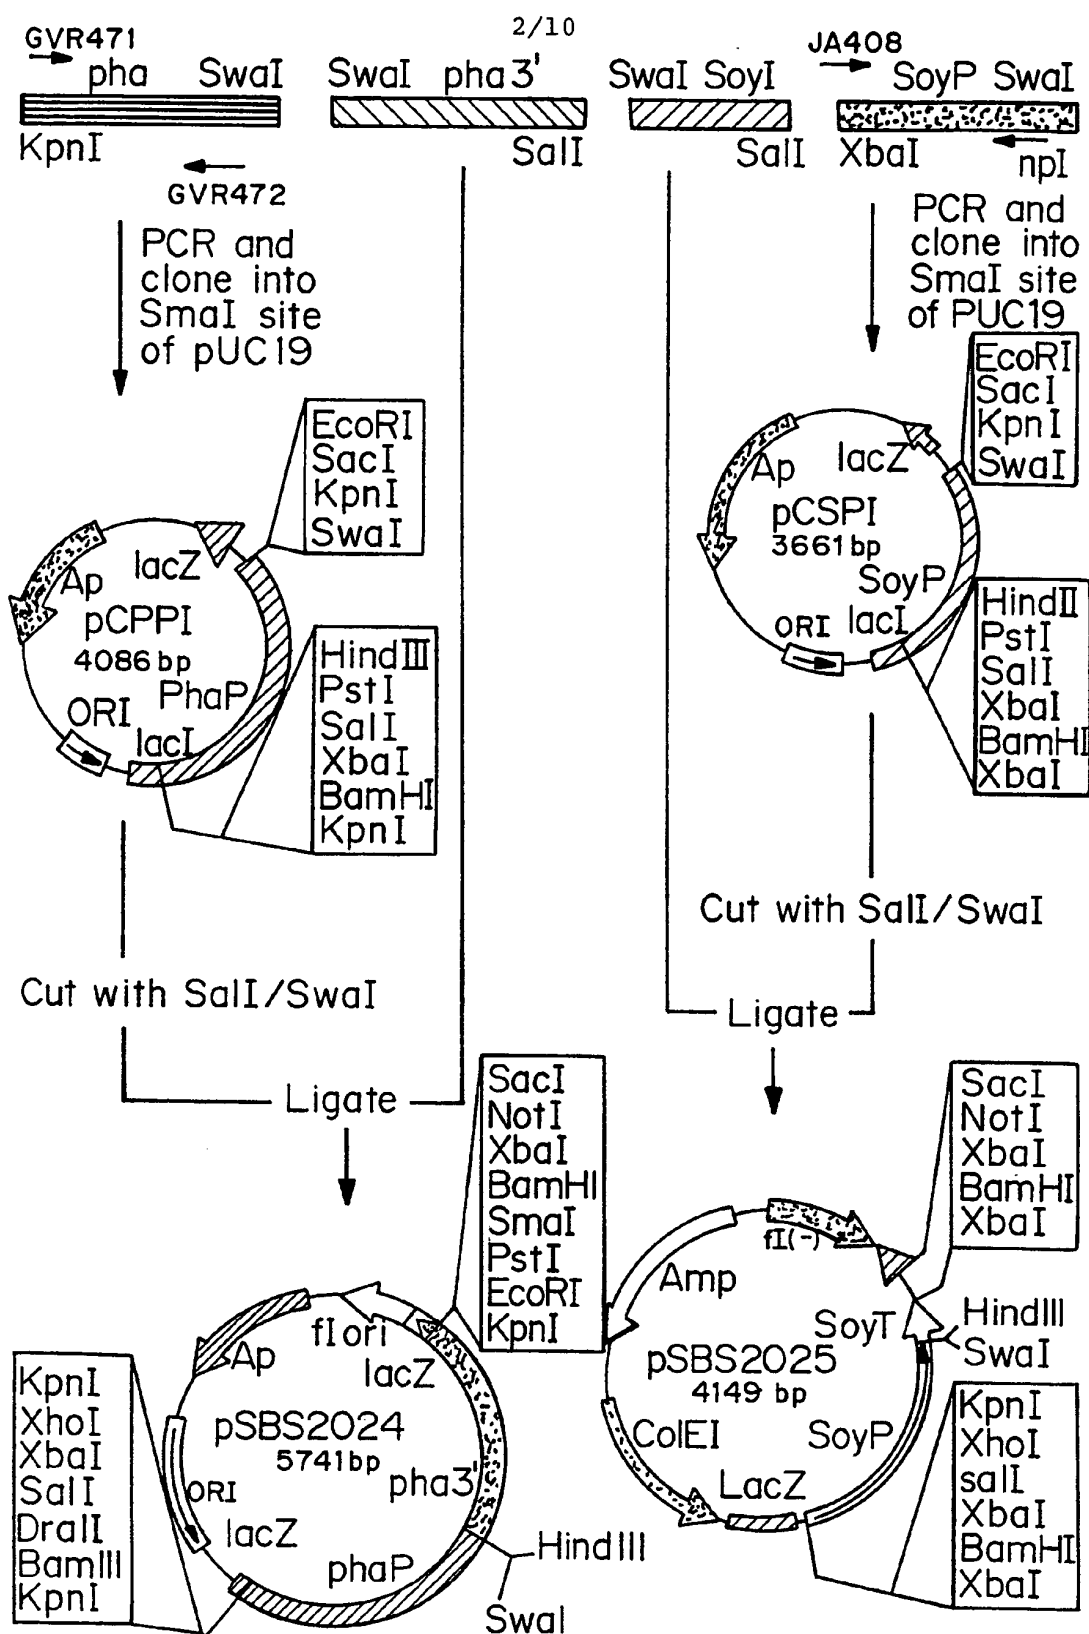 2/10
GVR471
pha SwaI
KpnI
GVR472
SwaI pha3'
SalI
SwaI SoyI
SalI
JA408
SoyP SwaI
XbaI
npI
PCR and
clone into
SmaI site
of pUC19
PCR and
clone into
SmaI site
of PUC19
EcoRI
SacI
KpnI
SwaI
Ap
lacZ
pCPPI
4086 bp
PhaP
ORI
lacI
HindIII
PstI
SalI
XbaI
BamHI
KpnI
EcoRI
SacI
KpnI
SwaI
Ap
lacZ
pCSPI
3661 bp
SoyP
ORI
lacI
HindII
PstI
SalI
XbaI
BamHI
XbaI
Cut with SalI/SwaI
Ligate
Cut with SalI/SwaI
Ligate
SacI
NotI
XbaI
BamHI
SmaI
PstI
EcoRI
KpnI
Ap
fIori
lacZ
pSBS2024
5741bp
pha3'
ORI
lacZ
phaP
HindIII
SwaI
KpnI
XhoI
XbaI
SalI
DraII
BamIII
KpnI
SacI
NotI
XbaI
BamHI
XbaI
fI(-)
Amp
SoyT
HindIII
SwaI
pSBS2025
4149 bp
ColEI
SoyP
LacZ
KpnI
XhoI
salI
XbaI
BamHI
XbaI